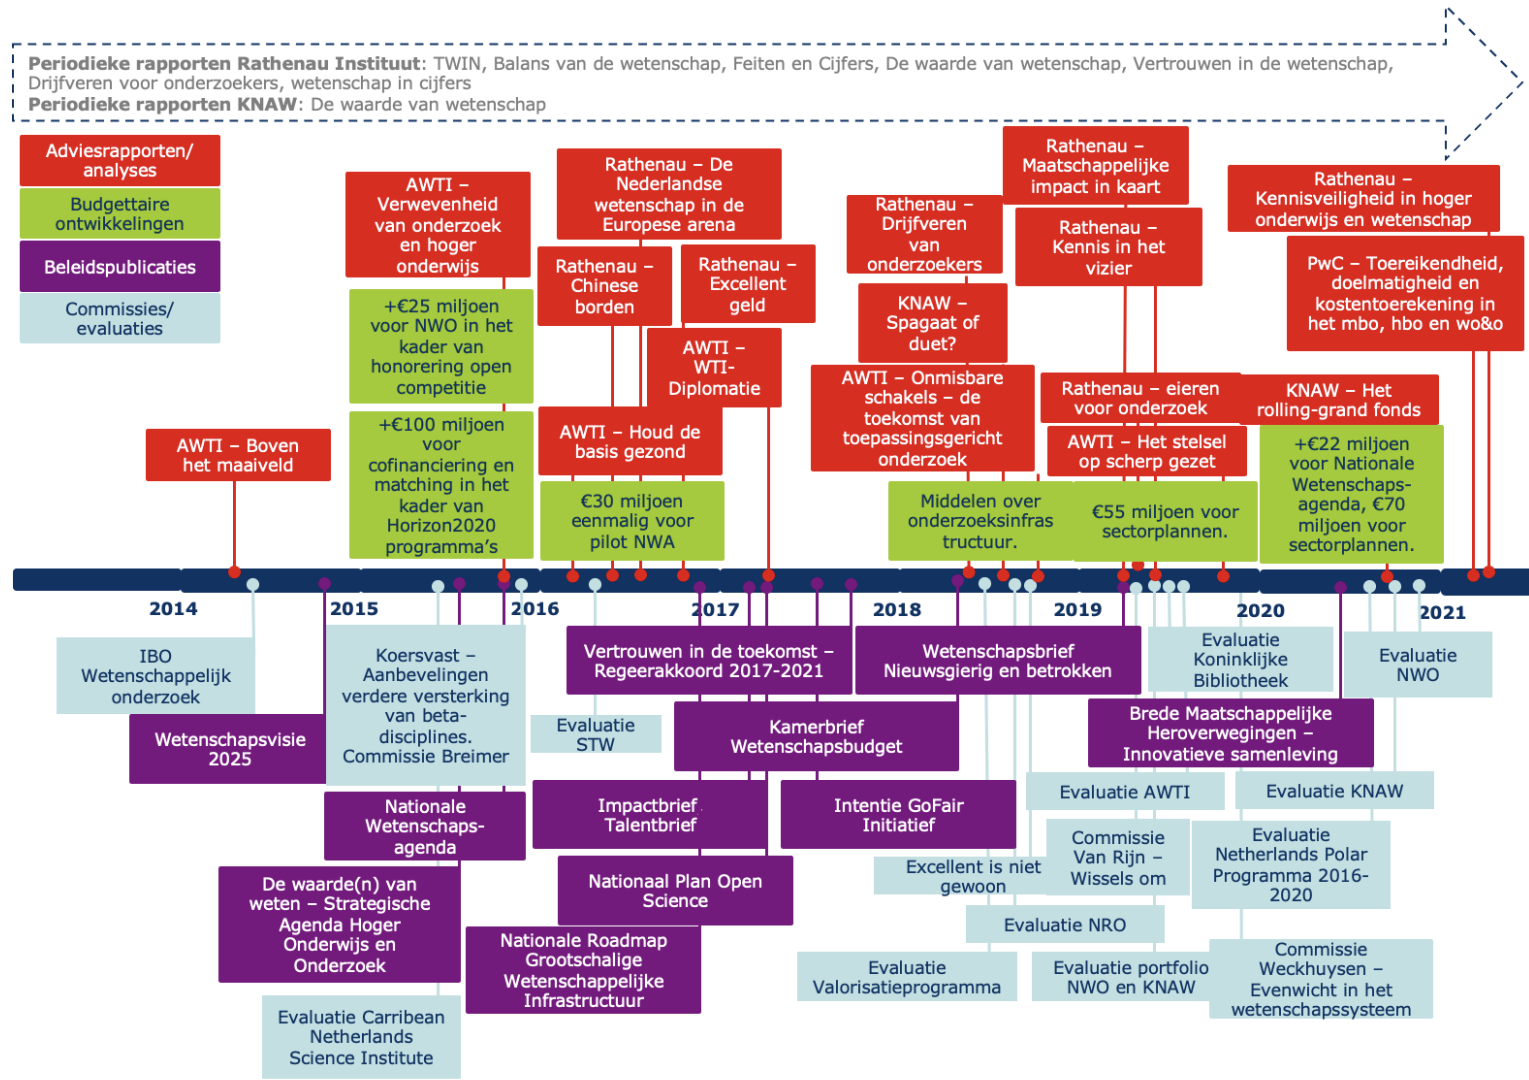 Periodieke rapporten Rathenau Instituut: TWIN, Balans van de wetenschap, Feiten en Cijfers, De waarde van wetenschap, Vertrouwen in de wetenschap,
Drijfveren voor onderzoekers, wetenschap in cijfers
Periodieke rapporten KNAW: De waarde van wetenschap
Adviesrapporten/
analyses
Budgettaire
ontwikkelingen
Beleidspublicaties
Commissies/
evaluaties
AWTI – Boven
het maaiveld
AWTI –
Verwevenheid
van onderzoek
en hoger
onderwijs
+€25 miljoen
voor NWO in het
kader van
honorering open
competitie
+€100 miljoen
voor
cofinanciering en
matching in het
kader van
Horizon2020
programma’s
Rathenau – De
Nederlandse
wetenschap in de
Europese arena
Rathenau –
Chinese
borden
Rathenau –
Excellent
geld
AWTI –
WTI-
Diplomatie
AWTI – Houd de
basis gezond
€30 miljoen
eenmalig voor
pilot NWA
Rathenau –
Drijfveren
van
onderzoekers
KNAW –
Spagaat of
duet?
AWTI – Onmisbare
schakels – de
toekomst van
toepassingsgericht
onderzoek
Middelen over
onderzoeksinfras
tructuur.
Rathenau –
Maatschappelijke
impact in kaart
Rathenau –
Kennis in het
vizier
Rathenau – eieren
voor onderzoek
AWTI – Het stelsel
op scherp gezet
€55 miljoen voor
sectorplannen.
Rathenau –
Kennisveiligheid in hoger
onderwijs en wetenschap
PwC – Toereikendheid,
doelmatigheid en
kostentoerekening in
het mbo, hbo en wo&o
KNAW – Het
rolling-grand fonds
+€22 miljoen
voor Nationale
Wetenschaps-
agenda, €70
miljoen voor
sectorplannen.
2014
2015
2016
2017
2018
2019
2020
2021
IBO
Wetenschappelijk
onderzoek
Wetenschapsvisie
2025
Koersvast –
Aanbevelingen
verdere versterking
van beta-
disciplines.
Commissie Breimer
Nationale
Wetenschaps-
agenda
De waarde(n) van
weten – Strategische
Agenda Hoger
Onderwijs en
Onderzoek
Evaluatie Carribean
Netherlands
Science Institute
Vertrouwen in de toekomst –
Regeerakkoord 2017-2021
Evaluatie
STW
Kamerbrief
Wetenschapsbudget
Impactbrief
Talentbrief
Intentie GoFair
Initiatief
Nationaal Plan Open
Science
Nationale Roadmap
Grootschalige
Wetenschappelijke
Infrastructuur
Wetenschapsbrief
Nieuwsgierig en betrokken
Excellent is niet
gewoon
Evaluatie NRO
Evaluatie
Valorisatieprogramma
Evaluatie
Koninklijke
Bibliotheek
Evaluatie
NWO
Brede Maatschappelijke
Heroverwegingen –
Innovatieve samenleving
Evaluatie AWTI
Evaluatie KNAW
Commissie
Van Rijn –
Wissels om
Evaluatie
Netherlands Polar
Programma 2016-
2020
Evaluatie portfolio
NWO en KNAW
Commissie
Weckhuysen –
Evenwicht in het
wetenschapssysteem